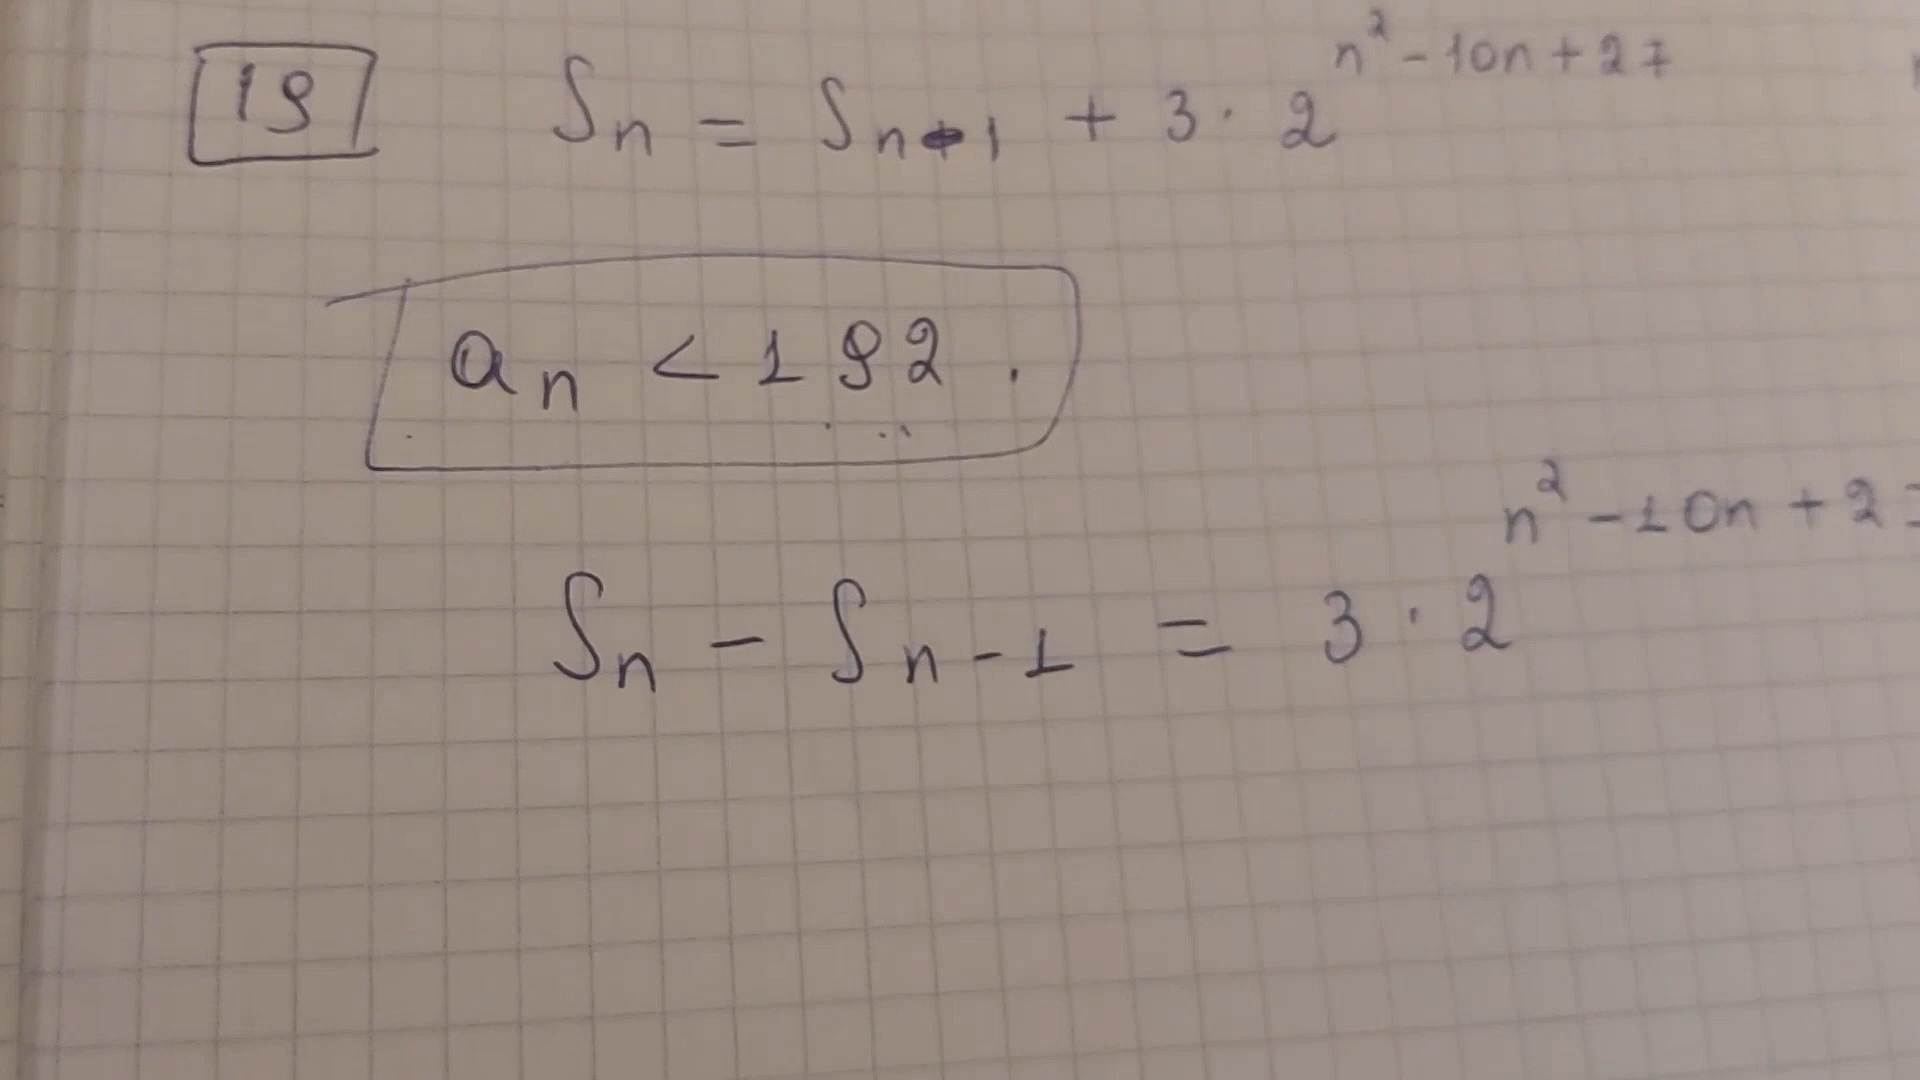 19 Sₙ = Sₙ₋₁ + 3 · 2^(n² - 10n + 27)
aₙ < 192.
Sₙ - Sₙ₋₁ = 3 · 2^(n² - 10n + 2